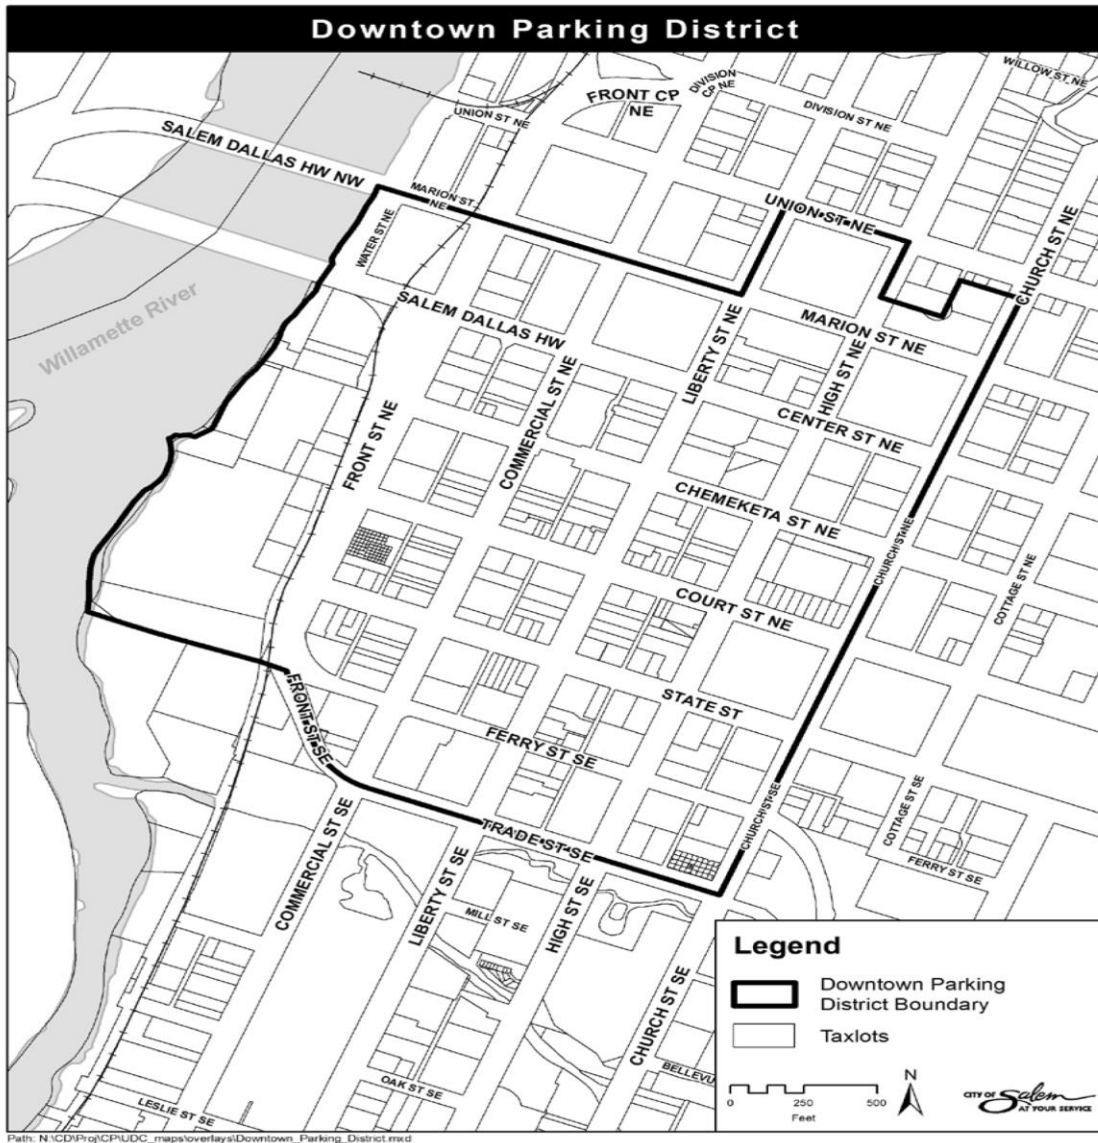 Downtown Parking District
WILLOW ST NE
DIVISION
CP NE
FRONT CP
NE
DIVISION ST NE
UNION ST NE
SALEM DALLAS HW NW
MARION ST
NE
UNION ST NE
CHURCH ST NE
WATER ST NE
Willamette River
SALEM DALLAS HW
MARION ST NE
LIBERTY ST NE
HIGH ST NE
COMMERCIAL ST NE
FRONT ST NE
CENTER ST NE
CHEMEKETA ST NE
CHURCH ST NE
COTTAGE ST NE
COURT ST NE
STATE ST
FRONT ST SE
FERRY ST SE
CHURCH ST SE
COTTAGE ST SE
TRADE ST SE
FERRY ST SE
COMMERCIAL ST SE
LIBERTY ST SE
HIGH ST SE
MILL ST SE
CHURCH ST SE
Legend
Downtown Parking
District Boundary
Taxlots
BELLEVU
OAK ST SE
LESLIE ST SE
N
0 250 500
Feet
CITY OF Salem
AT YOUR SERVICE
Path: N:\CD\Proj\CP\UDC_maps\overlays\Downtown_Parking_District.mxd